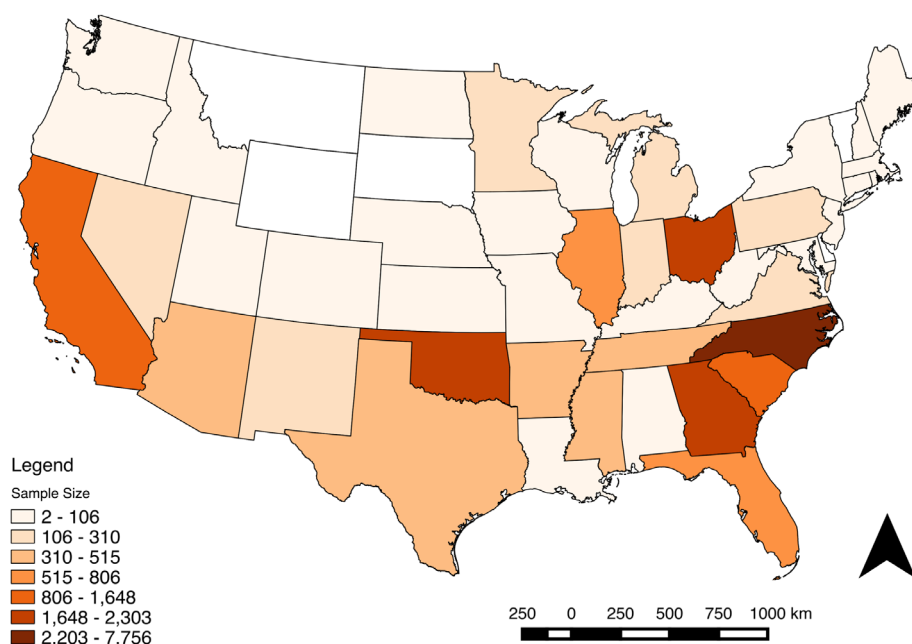 Legend
Sample Size
2 - 106
106 - 310
310 - 515
515 - 806
806 - 1,648
1,648 - 2,303
2,203 - 7,756
250 0 250 500 750 1000 km